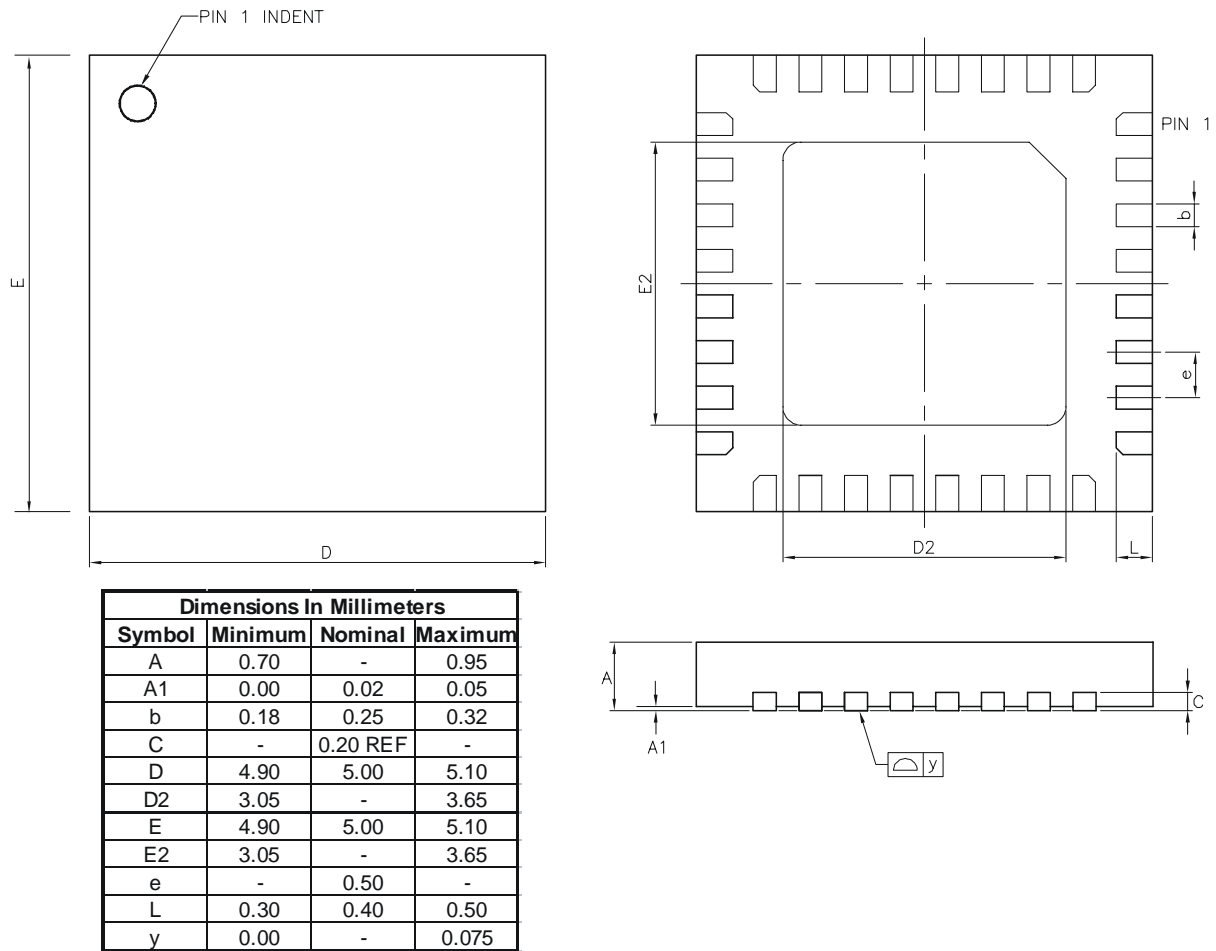 PIN 1 INDENT
PIN 1
b
E
E2
e
D
D2
L
Dimensions In Millimeters
Symbol Minimum Nominal Maximum
A 0.70 - 0.95
A1 0.00 0.02 0.05
b 0.18 0.25 0.32
C - 0.20 REF -
D 4.90 5.00 5.10
D2 3.05 - 3.65
E 4.90 5.00 5.10
E2 3.05 - 3.65
e - 0.50 -
L 0.30 0.40 0.50
y 0.00 - 0.075
A
C
A1
y